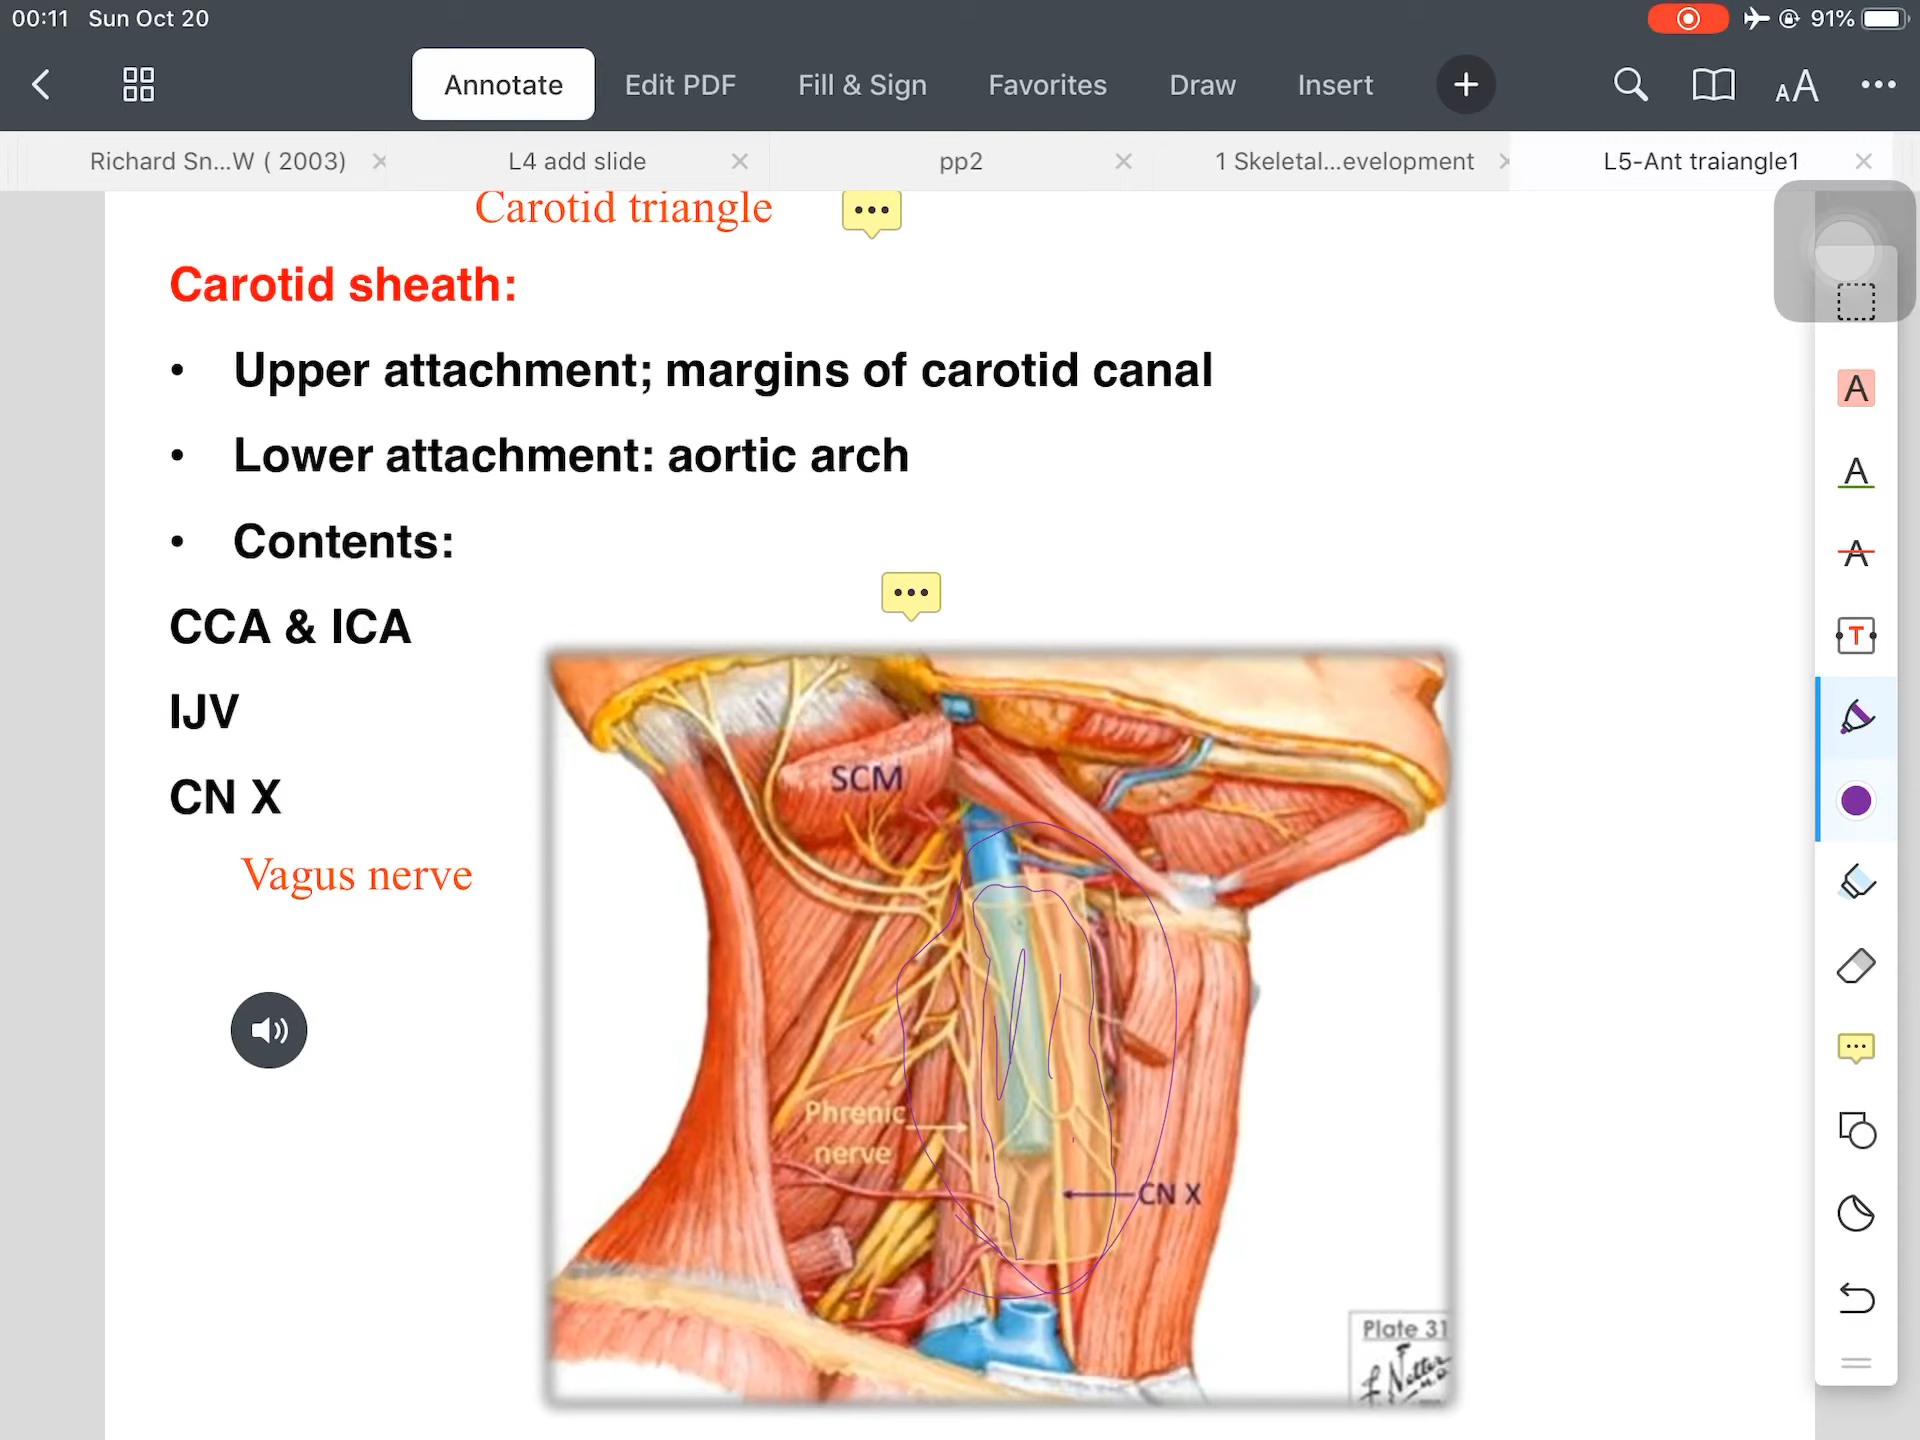 00:11 Sun Oct 20
91%
Annotate Edit PDF Fill & Sign Favorites Draw Insert
AA
Richard Sn...W ( 2003) L4 add slide pp2 1 Skeletal...evelopment L5-Ant traiangle1
Carotid triangle
Carotid sheath:
• Upper attachment; margins of carotid canal
• Lower attachment: aortic arch
• Contents:
CCA & ICA
IJV
CN X
Vagus nerve
SCM
Phrenic
nerve
CN X
Plate 31
F. Netter
A
A
A
T